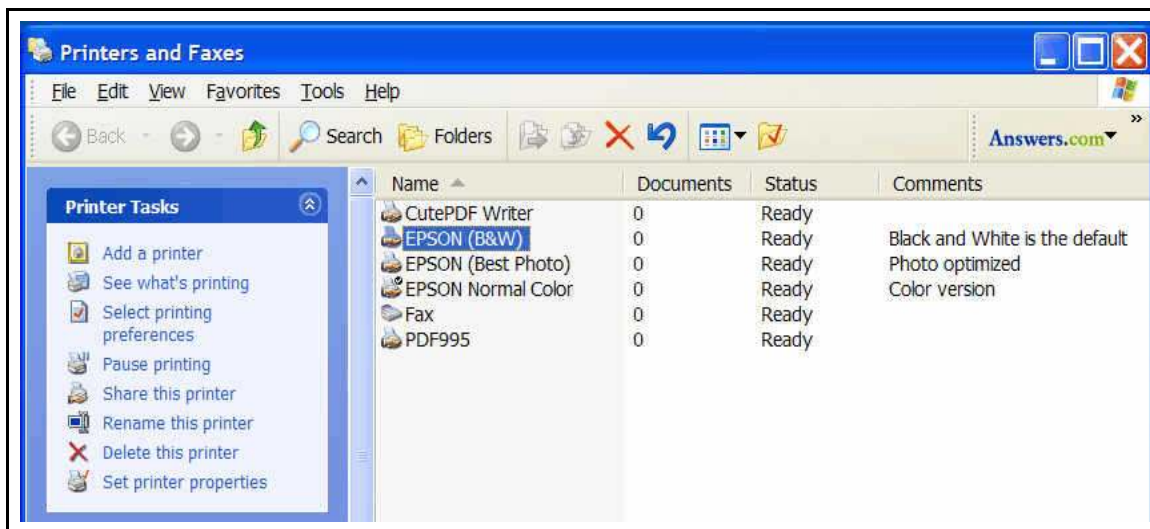 Printers and Faxes
File Edit View Favorites Tools Help
Back Search Folders Answers.com »
Printer Tasks
Add a printer
See what's printing
Select printing
preferences
Pause printing
Share this printer
Rename this printer
Delete this printer
Set printer properties
Name Documents Status Comments
CutePDF Writer 0 Ready
EPSON (B&W) 0 Ready Black and White is the default
EPSON (Best Photo) 0 Ready Photo optimized
EPSON Normal Color 0 Ready Color version
Fax 0 Ready
PDF995 0 Ready